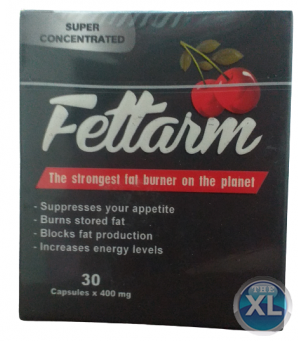 SUPER
CONCENTRATED
Fettarm
The strongest fat burner on the planet
- Suppresses your appetite
- Burns stored fat
- Blocks fat production
- Increases energy levels
30
Capsules x 400 mg
THE
XL